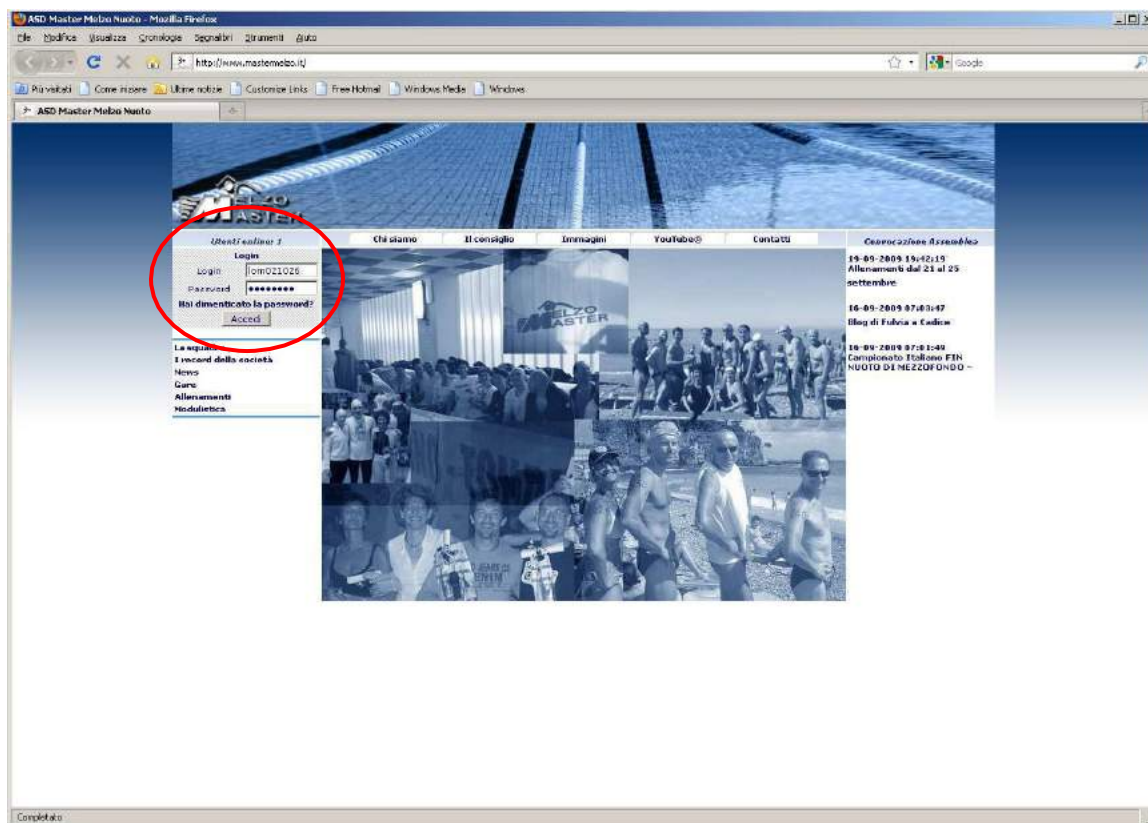 ASD Master Melzo Nuoto - Mozilla Firefox
File Modifica Visualizza Cronologia Segnalibri Strumenti Aiuto
http://www.mastermelzo.it/
Google
Più visitati Come iniziare Ultime notizie Customize Links Free Hotmail Windows Media Windows
ASD Master Melzo Nuoto
MELZO
MASTER
Utenti online: 1
Login
Login lom021026
Password ••••••••
Hai dimenticato la password?
Accedi
La squadra
I record della società
News
Gare
Allenamenti
Modulistica
Chi siamo Il consiglio Immagini YouTube® Contatti
MELZO
MASTER
Convocazione Assemblea
19-09-2009 19:42:19
Allenamenti dal 21 al 25
settembre
16-09-2009 07:03:47
Blog di Fulvia a Cadice
16-09-2009 07:01:49
Campionato Italiano FIN
NUOTO DI MEZZOFONDO –
Completato